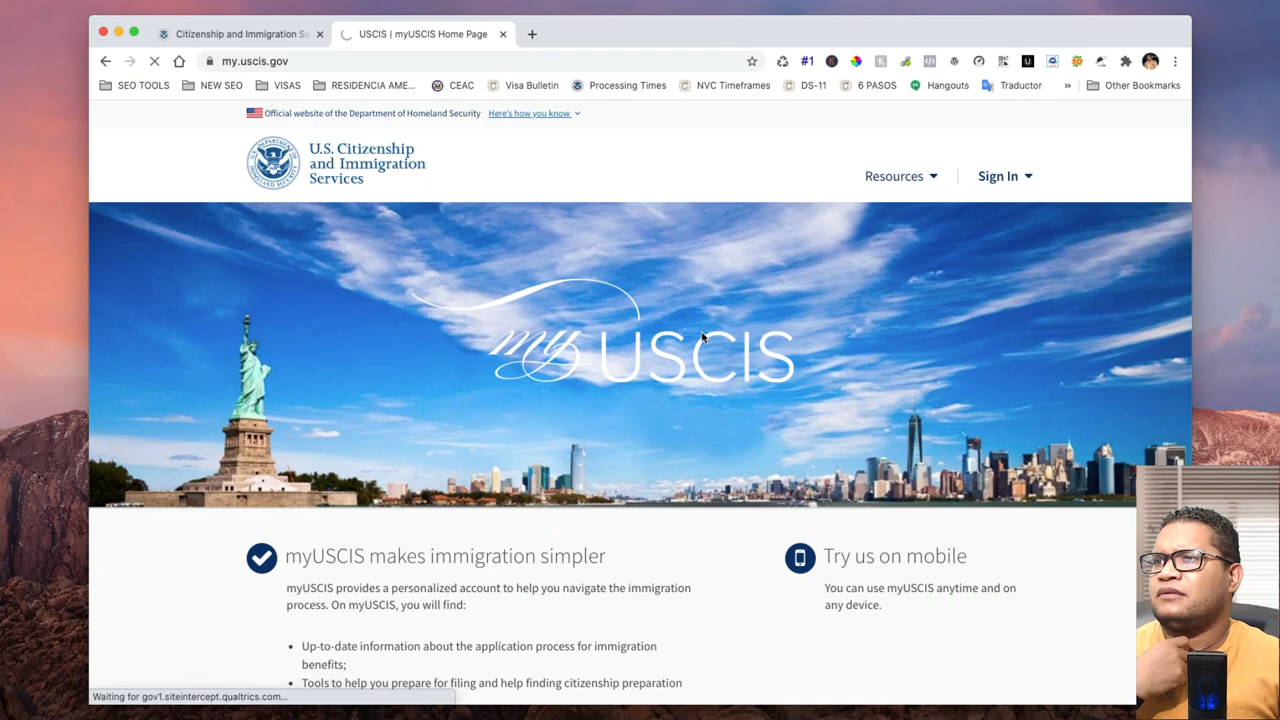 Citizenship and Immigration Se
USCIS | myUSCIS Home Page
my.uscis.gov
#1
SEO TOOLS
NEW SEO
VISAS
RESIDENCIA AME...
CEAC
Visa Bulletin
Processing Times
NVC Timeframes
DS-11
6 PASOS
Hangouts
Traductor
»
Other Bookmarks
Official website of the Department of Homeland Security
Here's how you know
U.S. Citizenship
and Immigration
Services
Resources
Sign In
my USCIS
myUSCIS makes immigration simpler
myUSCIS provides a personalized account to help you navigate the immigration
process. On myUSCIS, you will find:
• Up-to-date information about the application process for immigration
benefits;
• Tools to help you prepare for filing and help finding citizenship preparation
Try us on mobile
You can use myUSCIS anytime and on
any device.
Waiting for gov1.siteintercept.qualtrics.com...